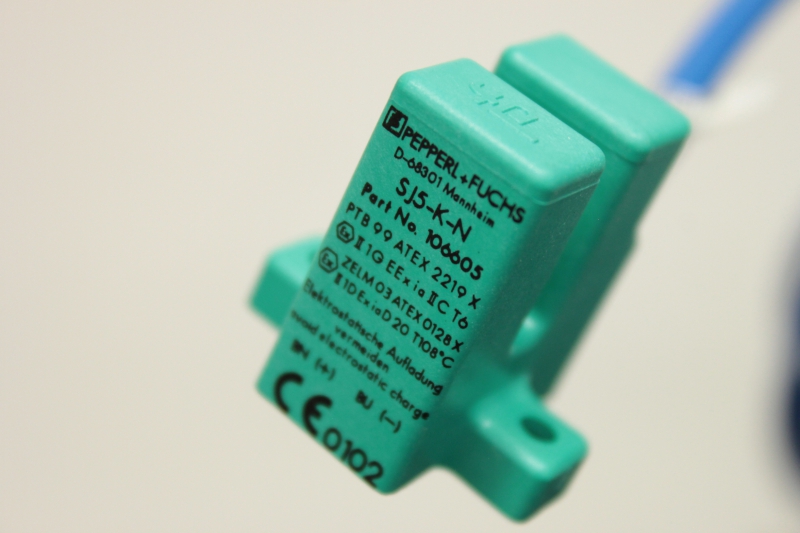 PEPPERL+FUCHS
D-68301 Mannheim
SJ5-K-N
Part No. 106605
PTB 99 ATEX 2219 X
Ex II 1G EEx ia IIC T6
ZELM 03 ATEX 0128 X
Ex II 1D Ex iaD 20 T108°C
Elektrostatische Aufladung
vermeiden
avoid electrostatic charge
BN (+) BU (−)
CE 0102